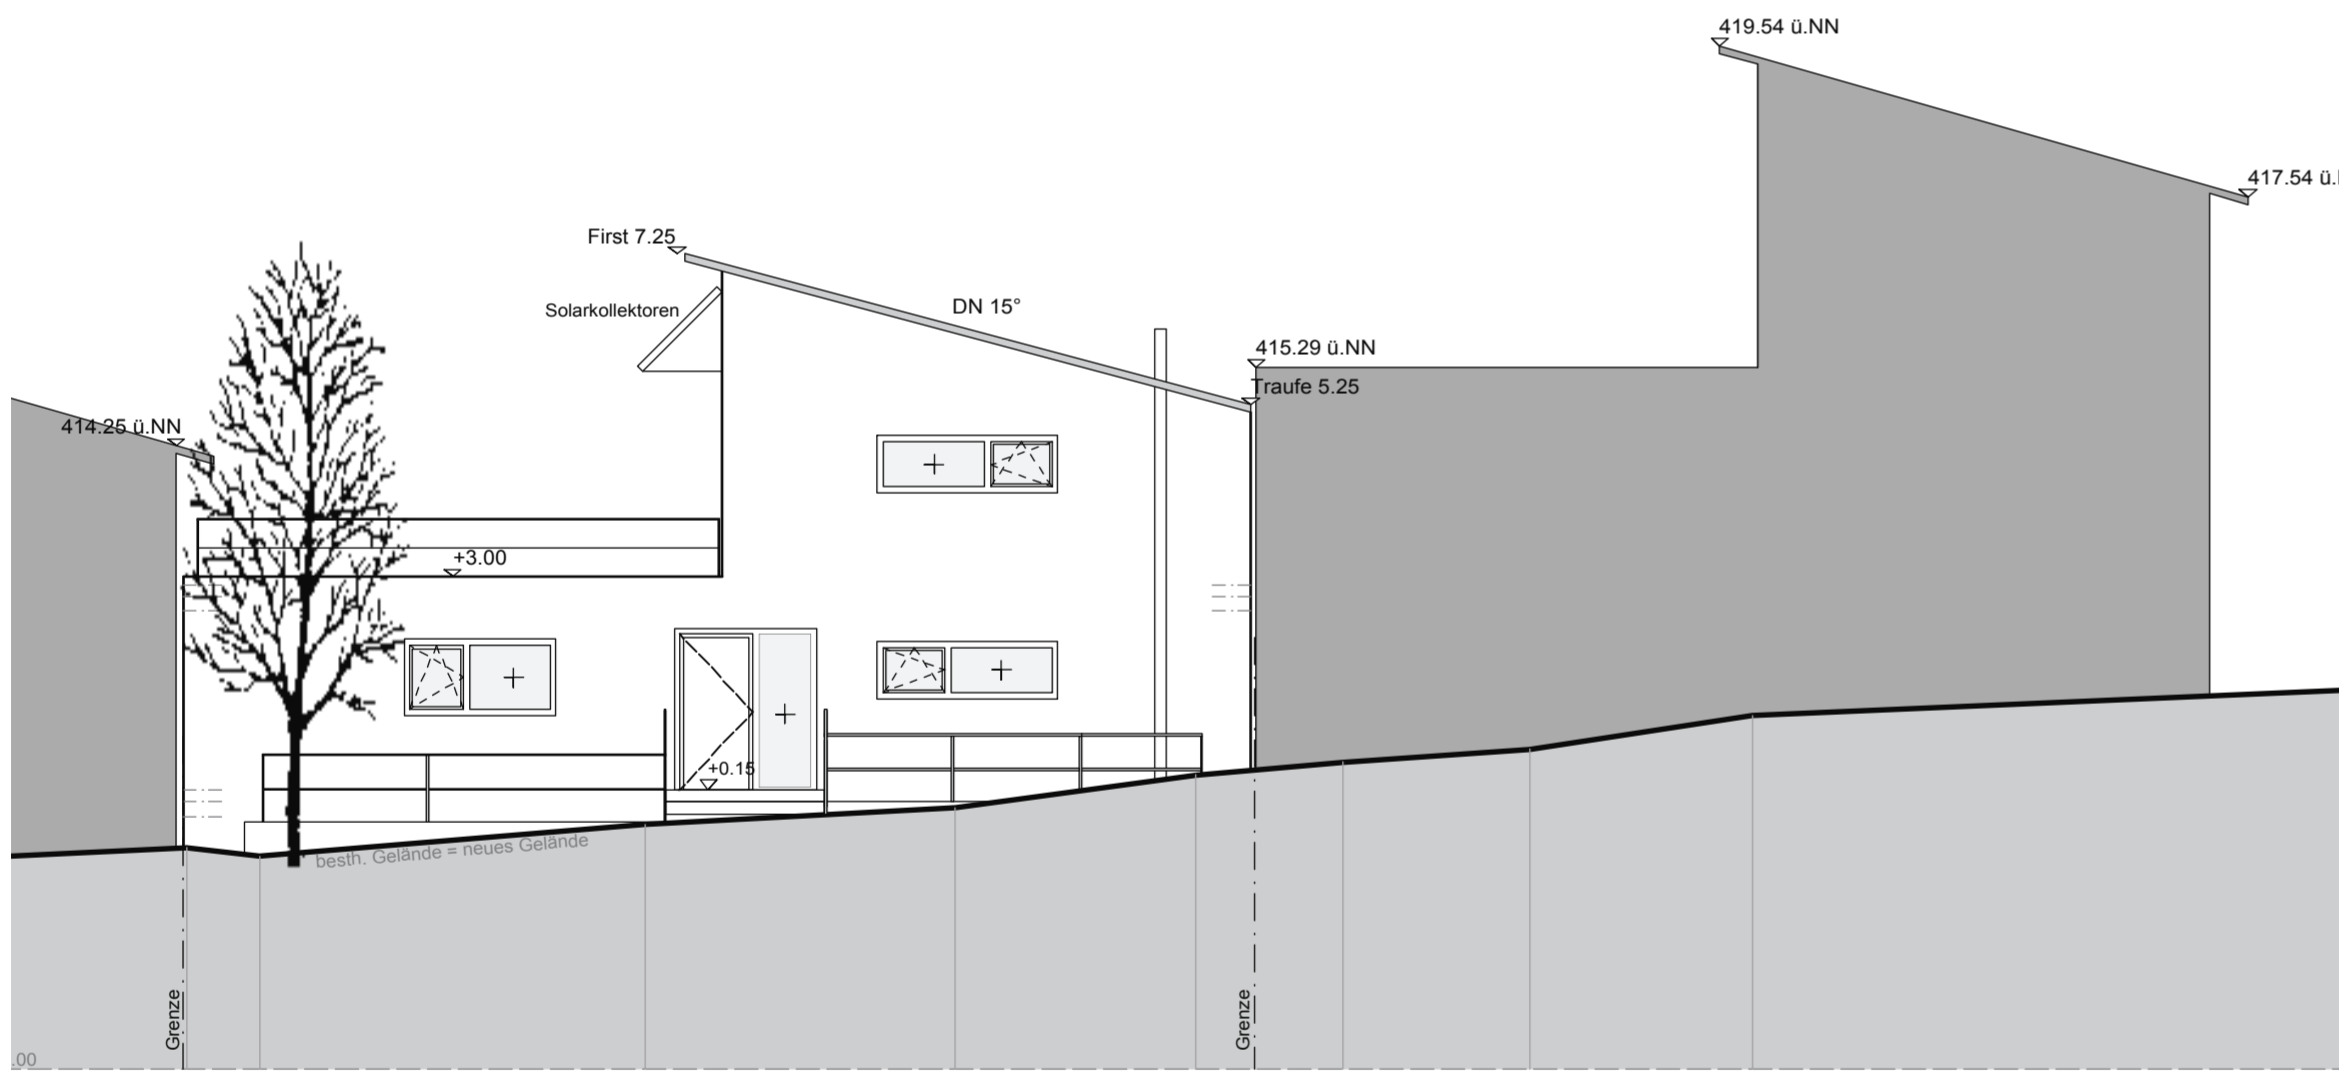 419.54 ü.NN
417.54 ü.
First 7.25
Solarkollektoren
DN 15°
415.29 ü.NN
Traufe 5.25
414.25 ü.NN
+3.00
+0.15
besth. Gelände = neues Gelände
Grenze
Grenze
.00